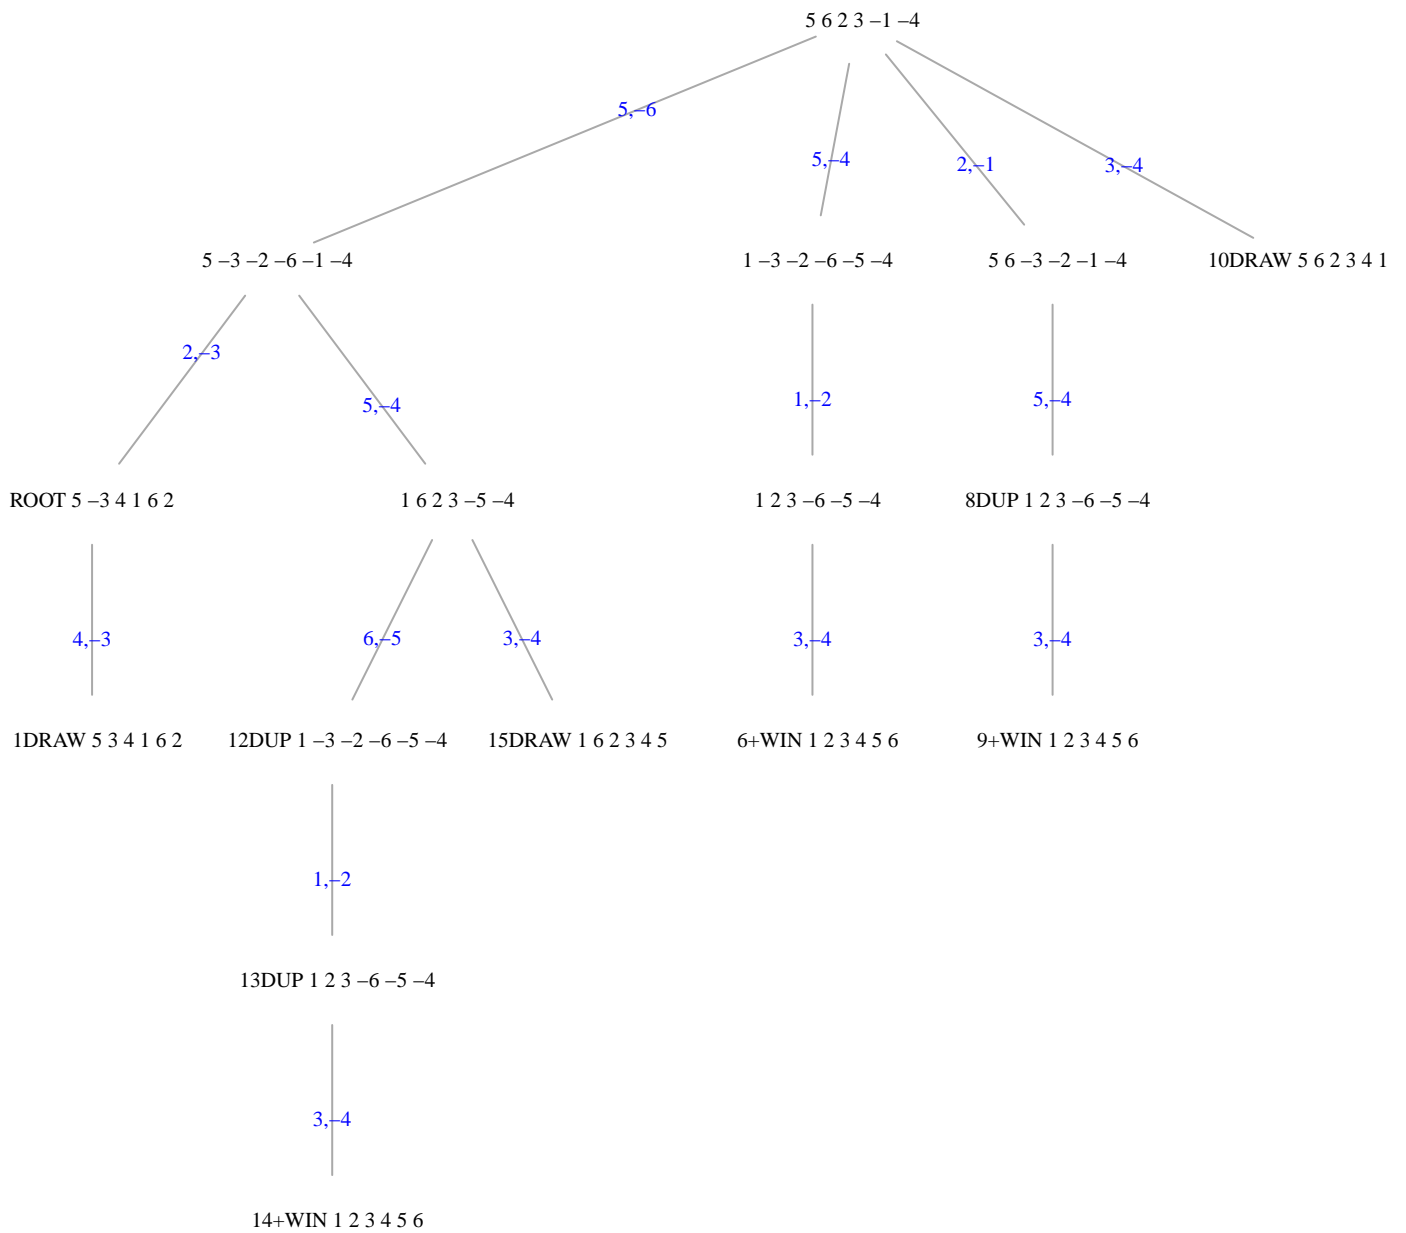 5 6 2 3 –1 –4
5,–6
5,–4
2,–1
3,–4
5 –3 –2 –6 –1 –4
1 –3 –2 –6 –5 –4
5 6 –3 –2 –1 –4
10DRAW 5 6 2 3 4 1
2,–3
5,–4
1,–2
5,–4
ROOT 5 –3 4 1 6 2
1 6 2 3 –5 –4
1 2 3 –6 –5 –4
8DUP 1 2 3 –6 –5 –4
4,–3
6,–5
3,–4
3,–4
3,–4
1DRAW 5 3 4 1 6 2
12DUP 1 –3 –2 –6 –5 –4
15DRAW 1 6 2 3 4 5
6+WIN 1 2 3 4 5 6
9+WIN 1 2 3 4 5 6
1,–2
13DUP 1 2 3 –6 –5 –4
3,–4
14+WIN 1 2 3 4 5 6